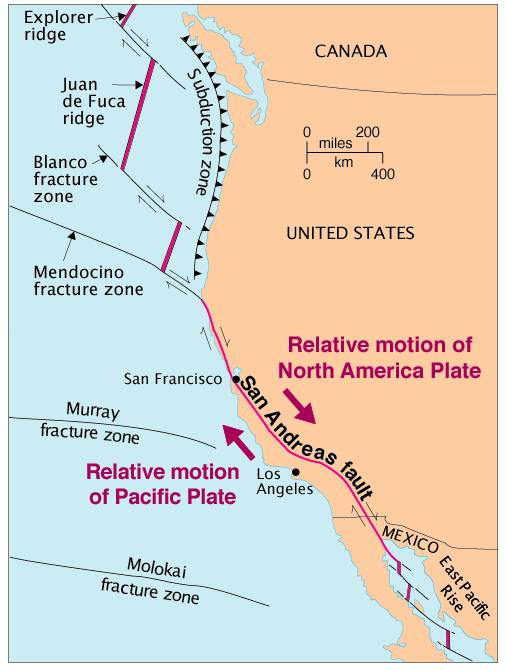 Explorer
ridge
CANADA
Juan
de Fuca
ridge
Subduction zone
0 200
miles
km
0 400
Blanco
fracture
zone
UNITED STATES
Mendocino
fracture zone
Relative motion of
North America Plate
San Francisco
San Andreas fault
Murray
fracture zone
Relative motion
of Pacific Plate
Los
Angeles
MEXICO
East Pacific
Rise
Molokai
fracture zone